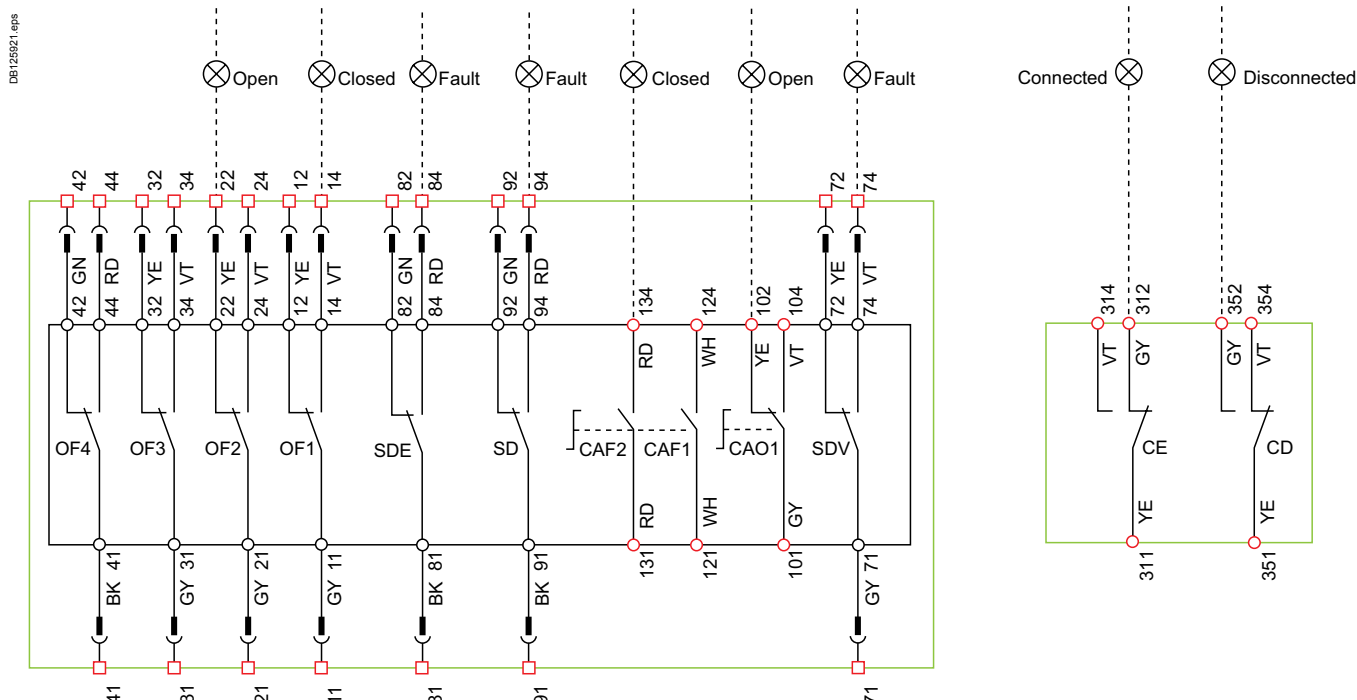 DB125921.eps
Open Closed Fault Fault Closed Open Fault Connected Disconnected
42 44 32 34 22 24 12 14 82 84 92 94 72 74
GN RD YE VT YE VT YE VT GN RD GN RD YE VT
42 44 32 34 22 24 12 14 82 84 92 94 134 124 102 104 72 74 314 312 352 354
RD WH YE VT VT GY GY VT
OF4 OF3 OF2 OF1 SDE SD CAF2 CAF1 CAO1 SDV CE CD
RD WH GY YE YE
41 31 21 11 81 91 131 121 101 71 311 351
BK GY GY GY BK BK GY
41 21 11 91 71